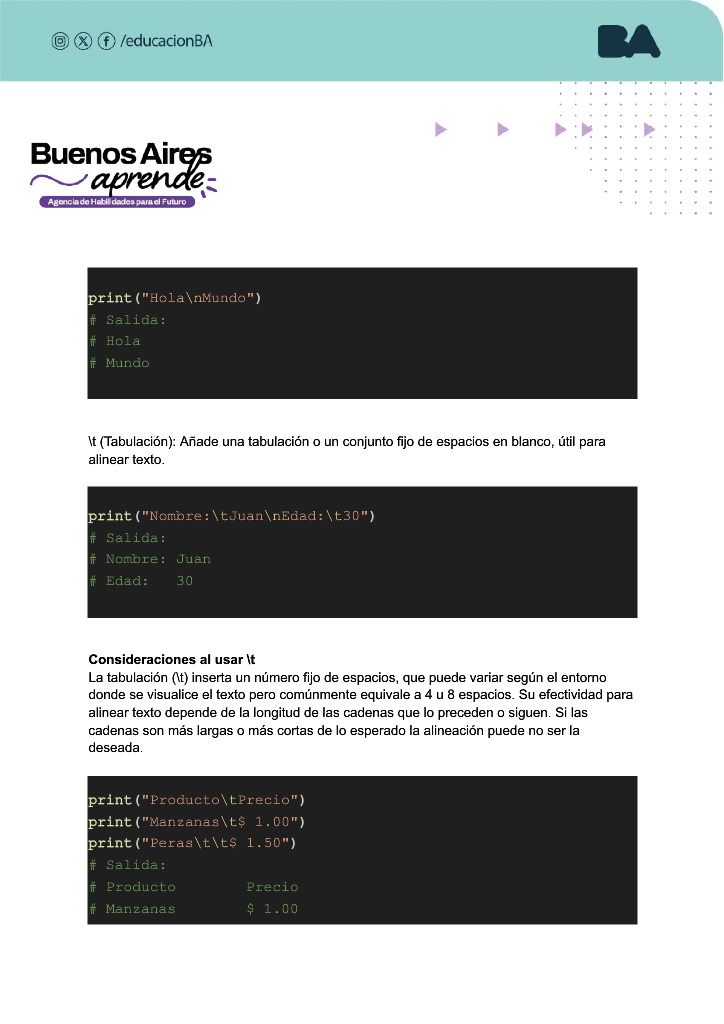 /educacionBA
BA
Buenos Aires
aprende
Agencia de Habilidades para el Futuro
print("Hola\nMundo")
# Salida:
# Hola
# Mundo
\t (Tabulación): Añade una tabulación o un conjunto fijo de espacios en blanco, útil para
alinear texto.
print("Nombre:\tJuan\nEdad:\t30")
# Salida:
# Nombre: Juan
# Edad:   30
Consideraciones al usar \t
La tabulación (\t) inserta un número fijo de espacios, que puede variar según el entorno
donde se visualice el texto pero comúnmente equivale a 4 u 8 espacios. Su efectividad para
alinear texto depende de la longitud de las cadenas que lo preceden o siguen. Si las
cadenas son más largas o más cortas de lo esperado la alineación puede no ser la
deseada.
print("Producto\tPrecio")
print("Manzanas\t$ 1.00")
print("Peras\t\t$ 1.50")
# Salida:
# Producto        Precio
# Manzanas        $ 1.00